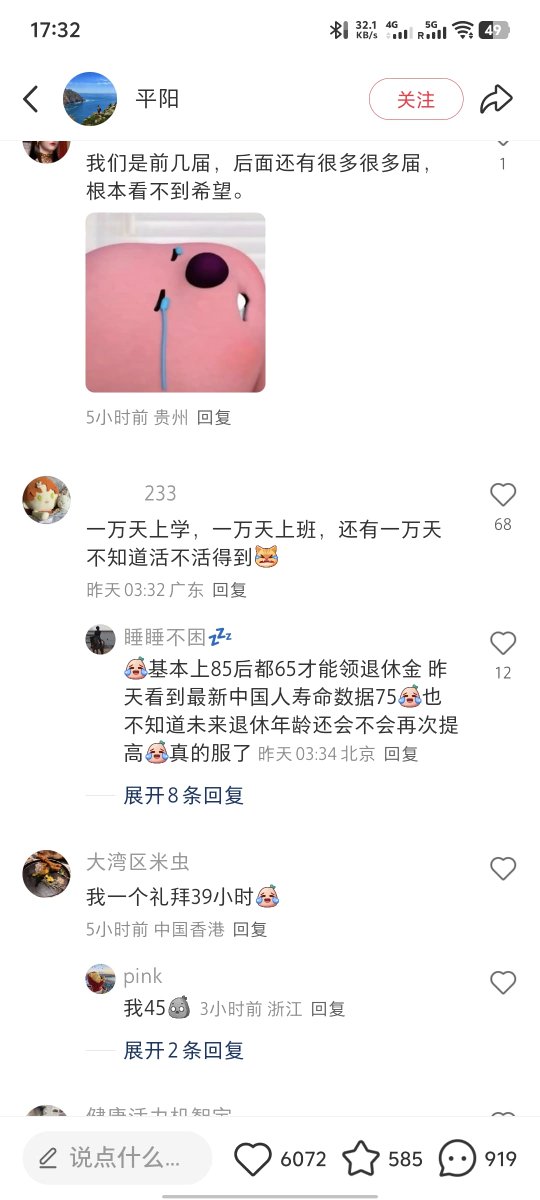 17:32
32.1
KB/s
4G
5G
R
49
平阳
关注
我们是前几届，后面还有很多很多届，
根本看不到希望。
1
5小时前 贵州 回复
233
68
一万天上学，一万天上班，还有一万天
不知道活不活得到😹
昨天 03:32 广东 回复
睡睡不困💤
12
基本上85后都65才能领退休金 昨
天看到最新中国人寿命数据75 也
不知道未来退休年龄还会不会再次提
高 真的服了 昨天 03:34 北京 回复
展开8条回复
大湾区米虫
我一个礼拜39小时
5小时前 中国香港 回复
pink
我45 3小时前 浙江 回复
展开2条回复
说点什么...
6072
585
919